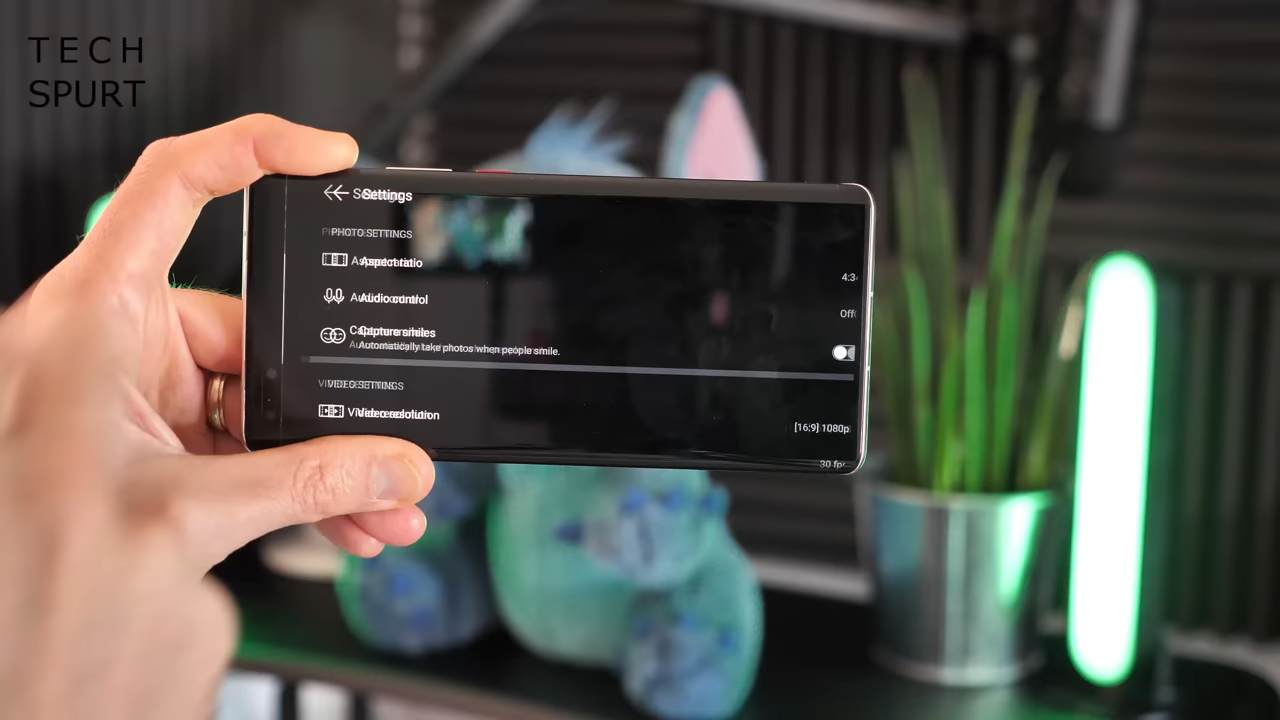 TECH
SPURT
Settings
PHOTO SETTINGS
Aspect ratio
4:3
Audio control
Off
Capture smiles
Automatically take photos when people smile.
VIDEO SETTINGS
Video resolution
[16:9] 1080p
30 fps